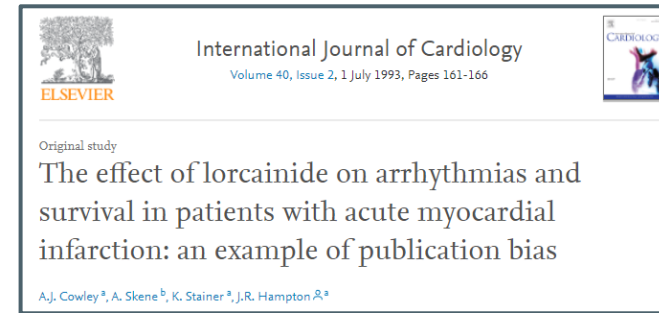 International Journal of Cardiology
CARDIOLOGY
Volume 40, Issue 2, 1 July 1993, Pages 161-166
ELSEVIER
Original study
The effect of lorcainide on arrhythmias and
survival in patients with acute myocardial
infarction: an example of publication bias
A.J. Cowley a, A. Skene b, K. Stainer a, J.R. Hampton a